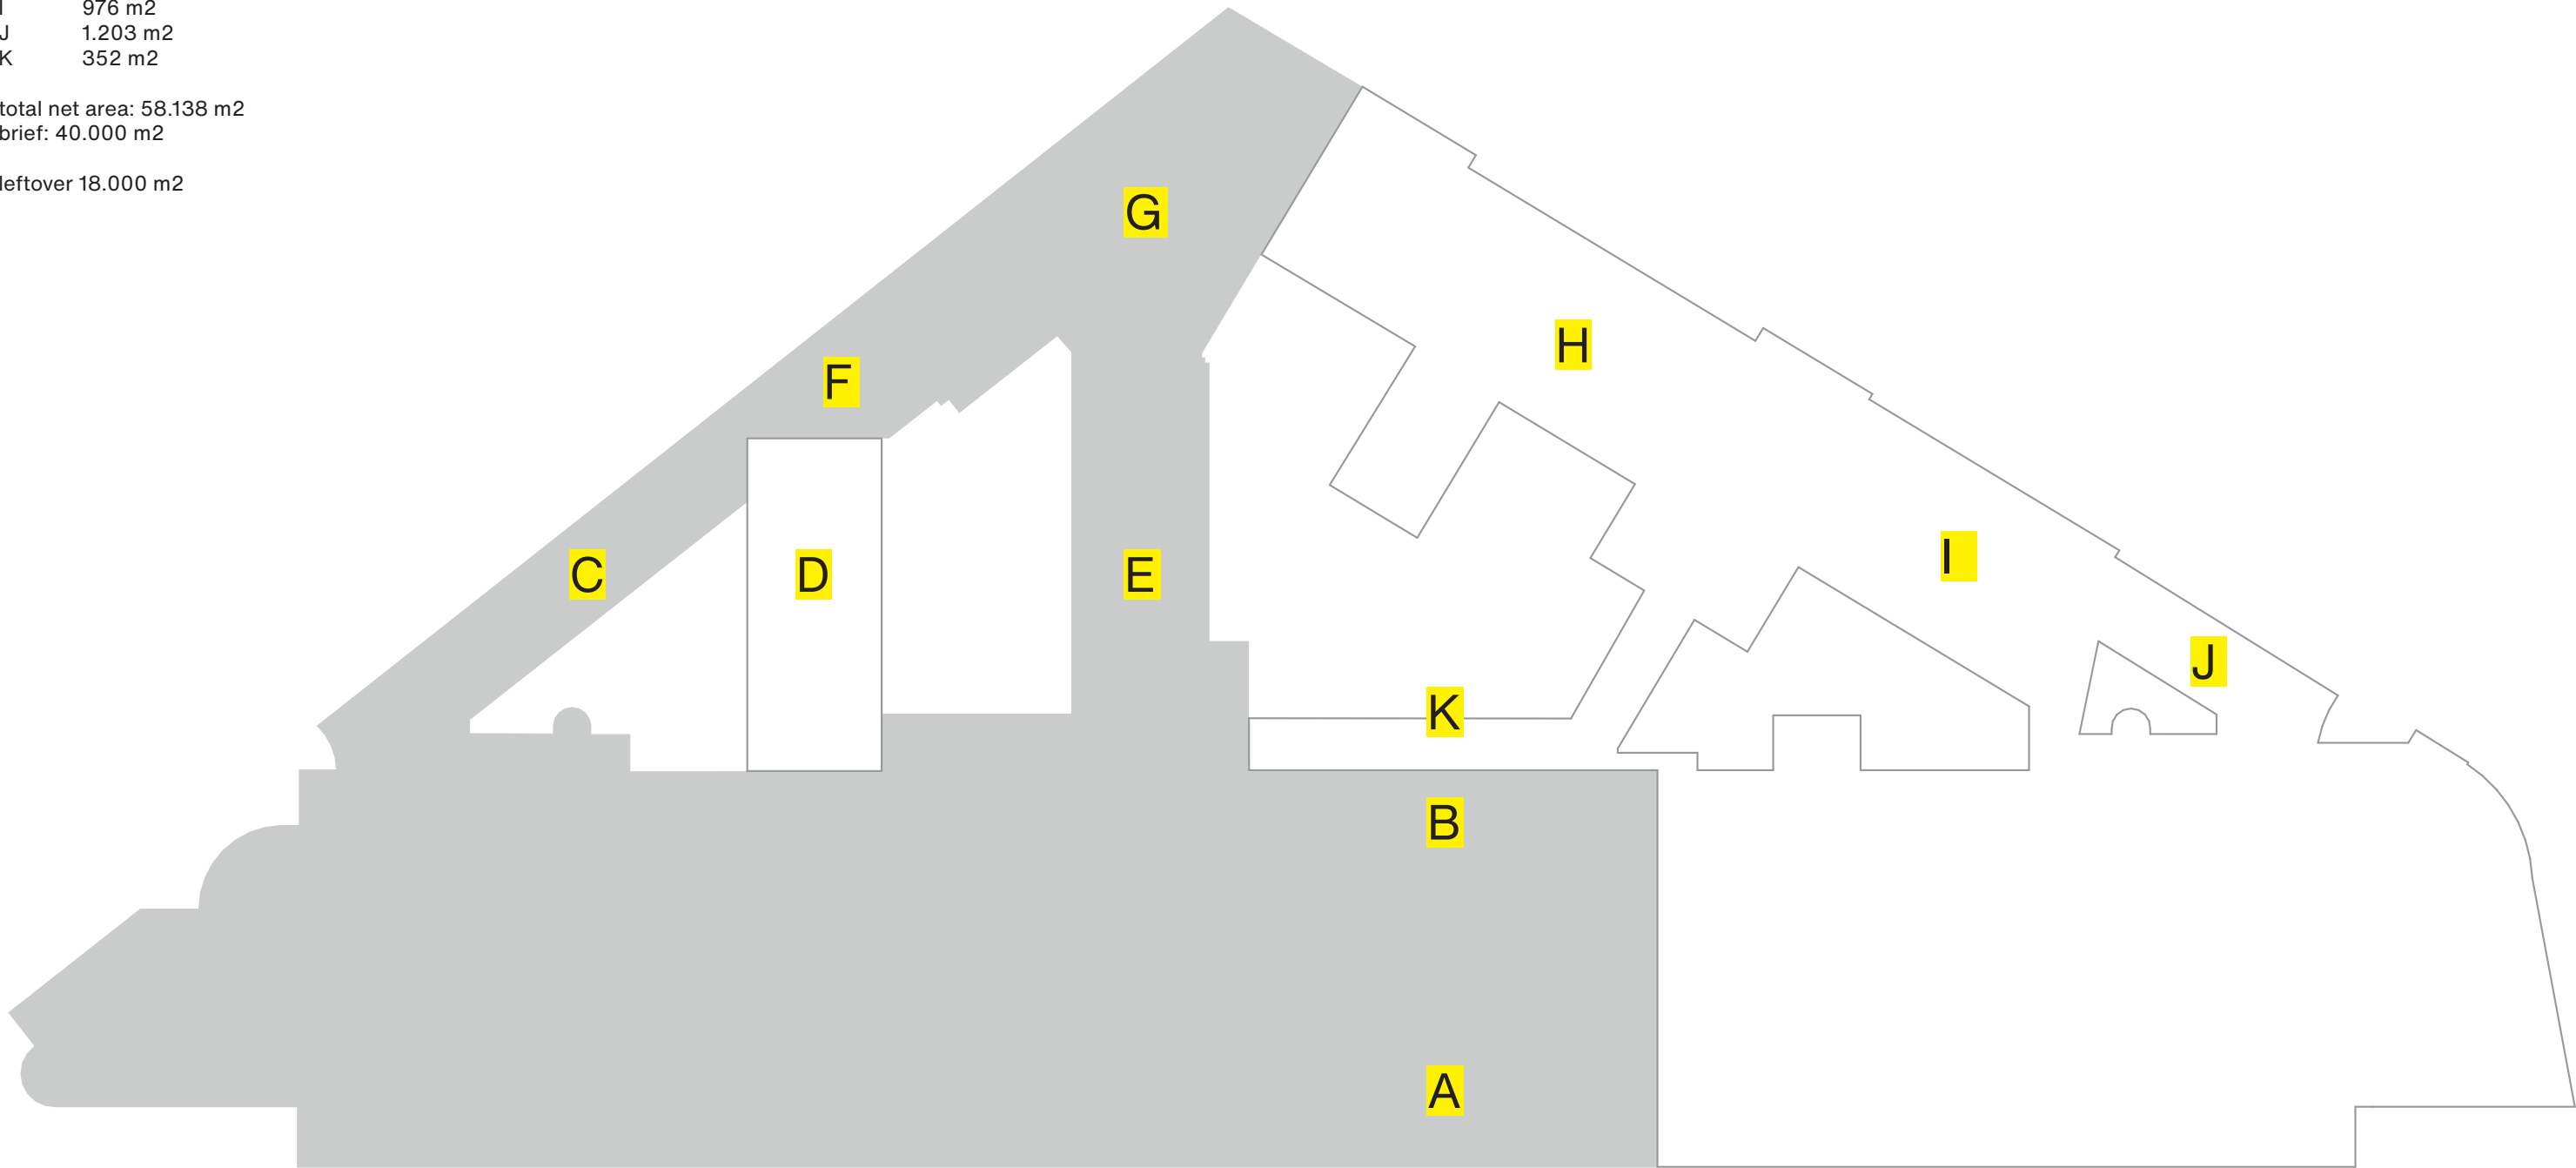 I 976 m2
J 1.203 m2
K 352 m2
total net area: 58.138 m2
brief: 40.000 m2
leftover 18.000 m2
G
H
F
I
C
D
E
J
K
B
A